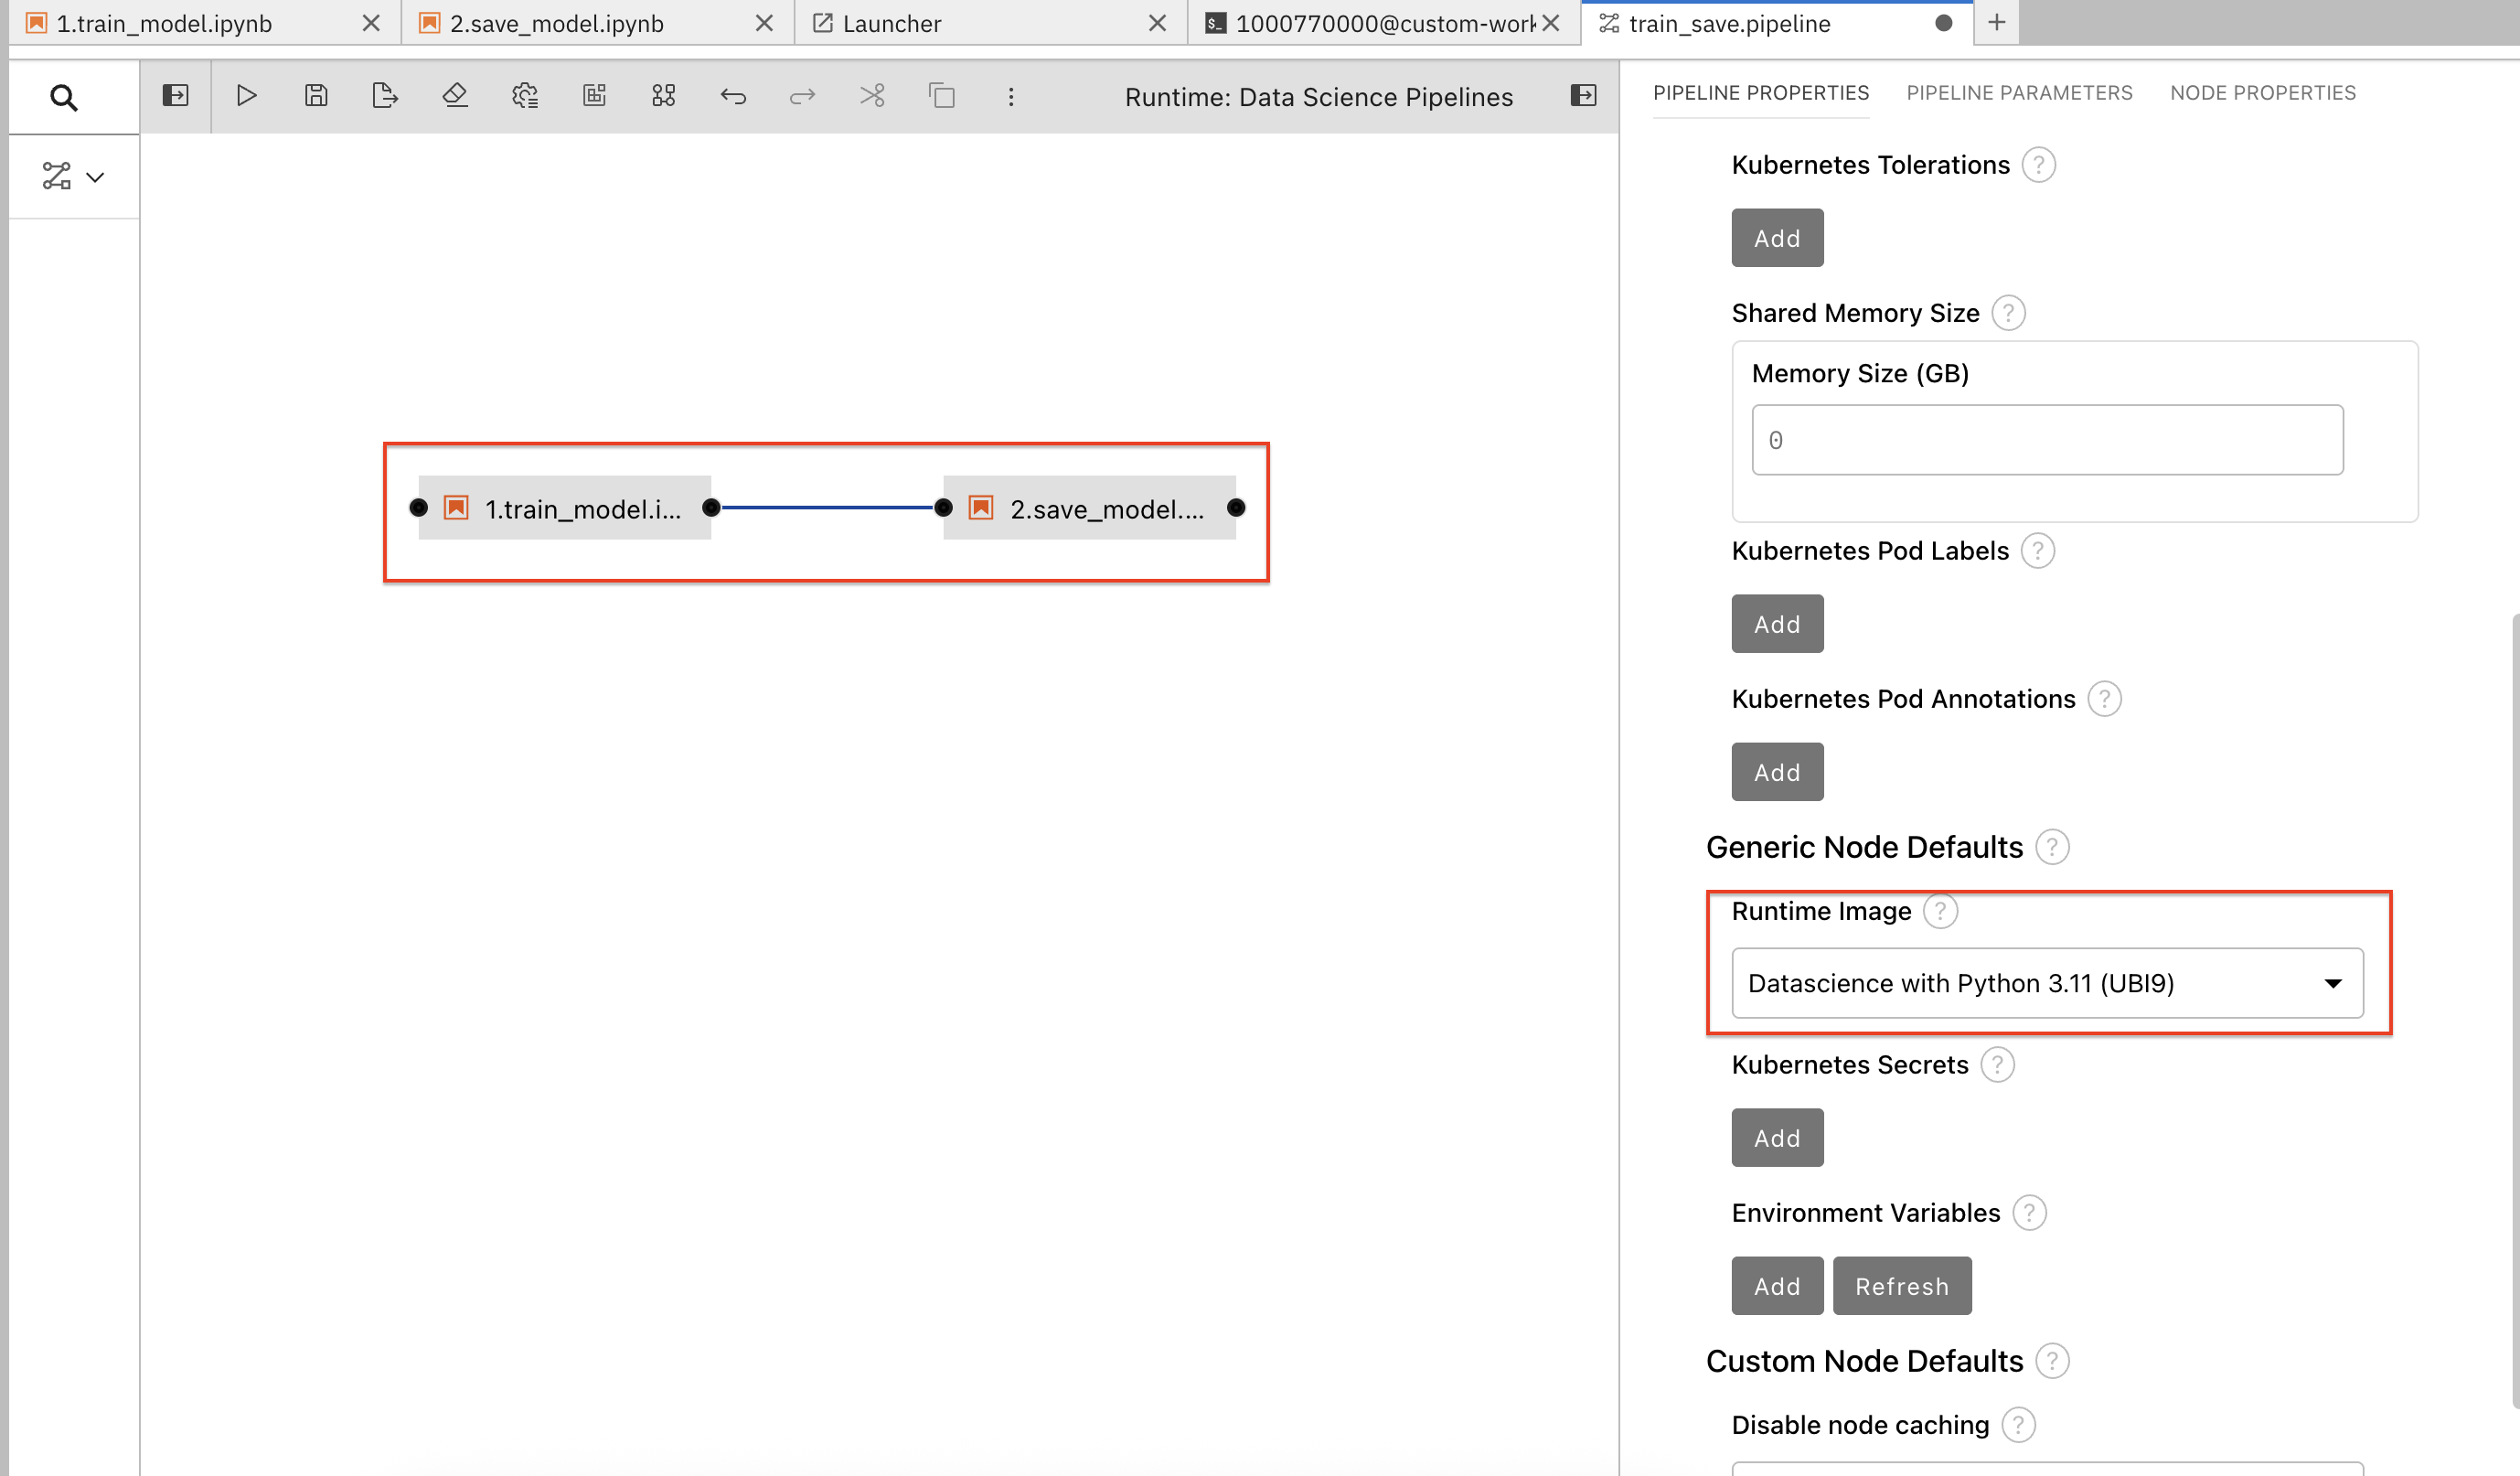 1.train_model.ipynb
2.save_model.ipynb
Launcher
1000770000@custom-work
train_save.pipeline
Runtime: Data Science Pipelines
1.train_model.i...
2.save_model....
PIPELINE PROPERTIES
PIPELINE PARAMETERS
NODE PROPERTIES
Kubernetes Tolerations ?
Add
Shared Memory Size ?
Memory Size (GB)
0
Kubernetes Pod Labels ?
Add
Kubernetes Pod Annotations ?
Add
Generic Node Defaults ?
Runtime Image ?
Datascience with Python 3.11 (UBI9)
Kubernetes Secrets ?
Add
Environment Variables ?
Add Refresh
Custom Node Defaults ?
Disable node caching ?